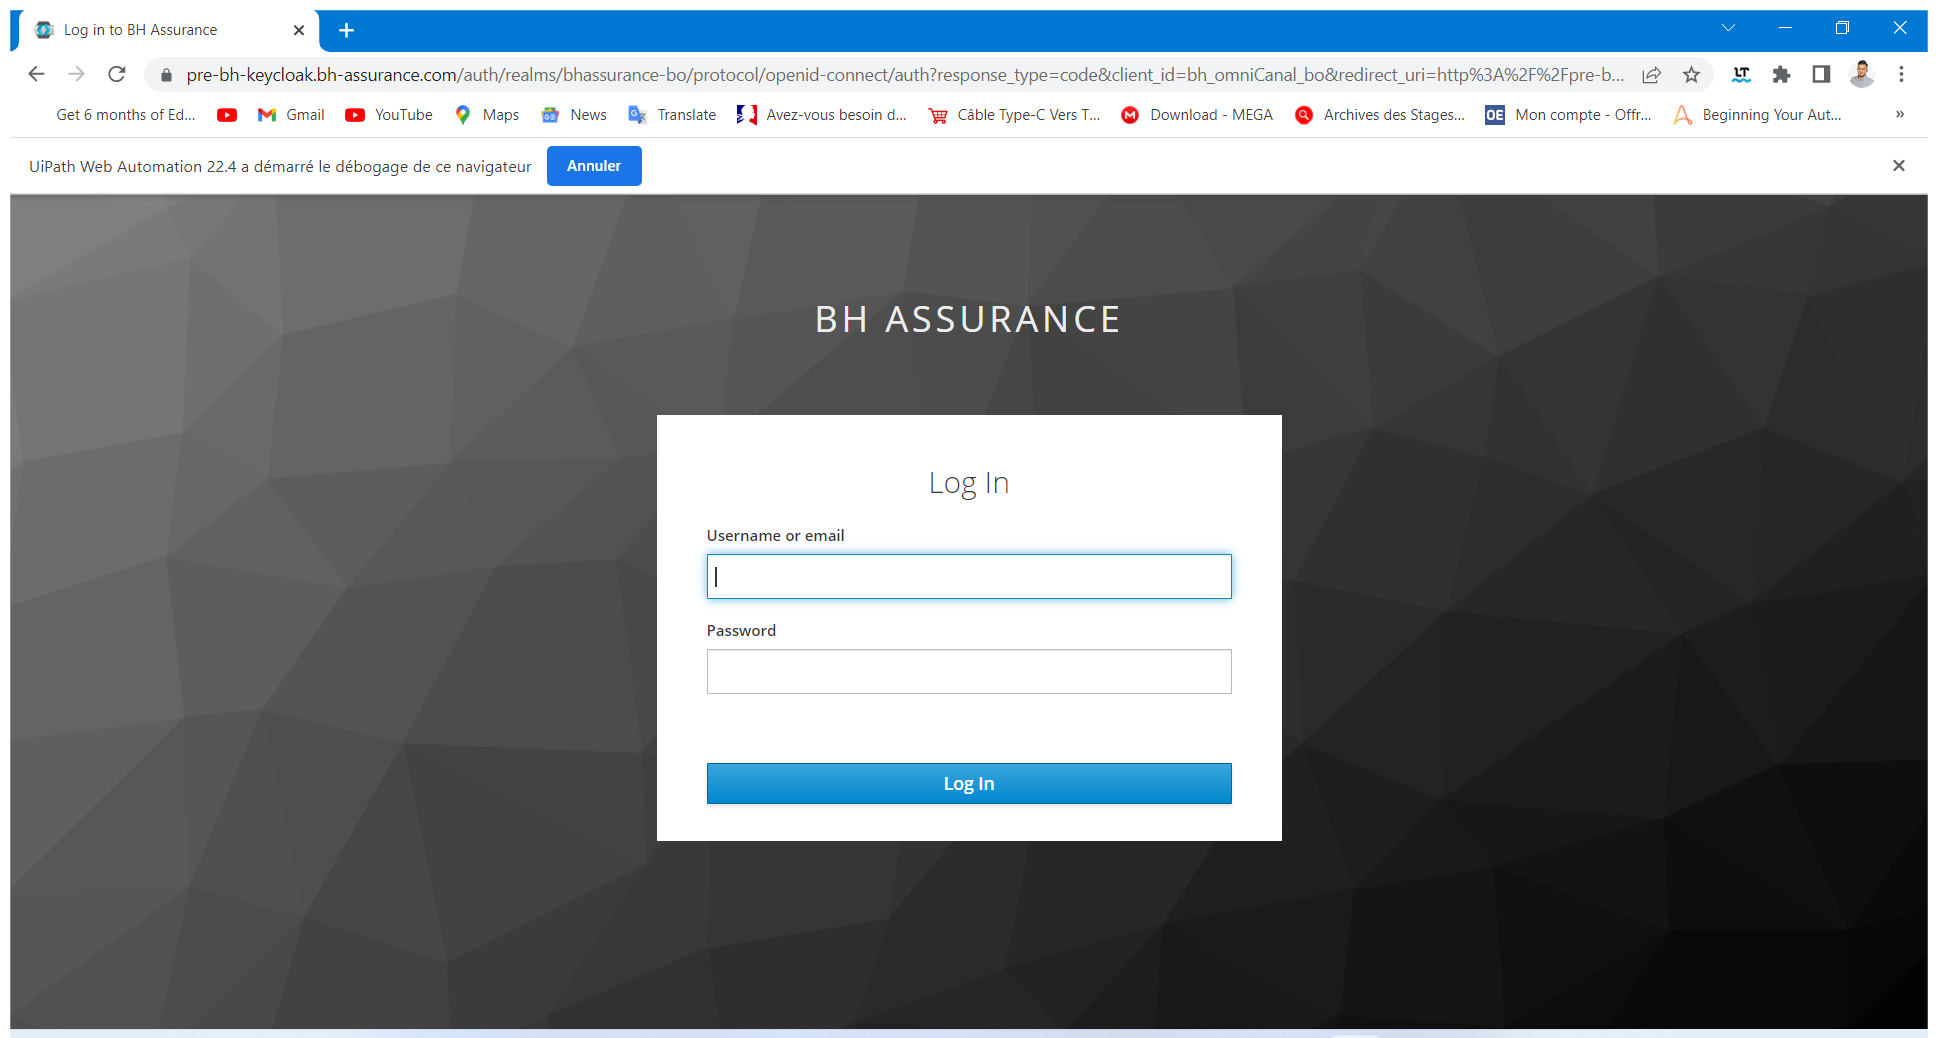 Log in to BH Assurance
pre-bh-keycloak.bh-assurance.com/auth/realms/bhassurance-bo/protocol/openid-connect/auth?response_type=code&client_id=bh_omniCanal_bo&redirect_uri=http%3A%2F%2Fpre-b...
LT
Get 6 months of Ed... Gmail YouTube Maps News Translate Avez-vous besoin d... Câble Type-C Vers T... M Download - MEGA Archives des Stages... OE Mon compte - Offr... Beginning Your Aut... »
UiPath Web Automation 22.4 a démarré le débogage de ce navigateur Annuler
BH ASSURANCE
Log In
Username or email
Password
Log In